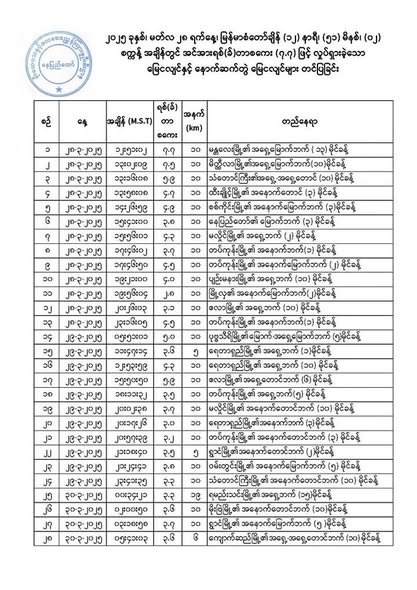 ၂၀၂၅ ခုနှစ်၊ မတ်လ ၂၈ ရက်နေ့၊ မြန်မာစံတော်ချိန် (၁၂) နာရီ၊ (၅၁) မိနစ်၊ (၀၂)
စက္ကန့် အချိန်တွင် အင်အားရစ်(ခ်)တာစကေး (၇.၇) ဖြင့် လှုပ်ရှားခဲ့သော
မြေငလျင်နှင့် နောက်ဆက်တွဲ မြေငလျင်များ တင်ပြခြင်း
စဉ် နေ့ အချိန် (M.S.T) ရစ်(ခ်)တာ စကေး အနက် (km) တည်နေရာ
၁ ၂၈-၃-၂၀၂၅ ၁၂း၅၁း၀၂ ၇.၇ ၁၀ မန္တလေးမြို့၏ အရှေ့မြောက်ဘက် ( ၁၃ ) မိုင်ခန့်
၂ ၂၈-၃-၂၀၂၅ ၁၃း၀၂း၀၉ ၇.၅ ၁၀ မိတ္ထီလာမြို့၏အရှေ့မြောက်ဘက်(၁၀)မိုင်ခန့်
၃ ၂၈-၃-၂၀၂၅ ၁၃း၁၆း၀၈ ၅.၉ ၁၀ သံတောင်ကြီး၏အရှေ့-အရှေ့တောင် (၁၀) မိုင်ခန့်
၄ ၂၈-၃-၂၀၂၅ ၁၃း၅၈း၀၈ ၄.၇ ၁၀ ထီးချိုင့်မြို့၏ အနောက်တောင် (၃) မိုင်ခန့်
၅ ၂၈-၃-၂၀၂၅ ၁၄း၂၆း၅၉ ၄.၉ ၁၀ စစ်ကိုင်းမြို့၏ အနောက်မြောက်ဘက်(၃)မိုင်ခန့်
၆ ၂၈-၃-၂၀၂၅ ၁၅း၄၁း၀၀ ၃.၈ ၁၀ နေပြည်တော်၏ မြောက်ဘက် (၃) မိုင်ခန့်
၇ ၂၈-၃-၂၀၂၅ ၁၅း၅၆း၁၁ ၄.၃ ၁၀ မလှိုင်မြို့၏ အရှေ့ဘက် (၂) မိုင်ခန့်
၈ ၂၈-၃-၂၀၂၅ ၁၇း၄၆း၀၂ ၃.၇ ၁၀ တပ်ကုန်းမြို့၏ အနောက်ဘက်(၁) မိုင်ခန့်
၉ ၂၈-၃-၂၀၂၅ ၁၇း၄၆း၅၀ ၄.၅ ၁၀ တပ်ကုန်းမြို့၏ အနောက်မြောက်ဘက် (၂) မိုင်ခန့်
၁၀ ၂၈-၃-၂၀၂၅ ၁၉း၂၁း၀၀ ၄.၃ ၁၀ ပျဉ်းမနားမြို့၏ အရှေ့ဘက် (၁၀) မိုင်ခန့်
၁၁ ၂၈-၃-၂၀၂၅ ၁၉း၅၆း၀၄ ၂.၈ ၁၀ မြို့လှ၏ အနောက်မြောက်ဘက်(၂)မိုင်ခန့်
၁၂ ၂၈-၃-၂၀၂၅ ၂၀း၂၆း၀၃ ၃.၁ ၁၀ လေလာမြို့၏ အရှေ့ဘက် (၁၀) မိုင်ခန့်
၁၃ ၂၈-၃-၂၀၂၅ ၂၃း၁၆း၀၅ ၄.၅ ၁၀ တပ်ကုန်းမြို့၏ အနောက်ဘက်(၁) မိုင်ခန့်
၁၄ ၂၉-၃-၂၀၂၅ ၀၅း၅၁း၁၁ ၅.၀ ၁၀ ပုဗ္ဗသီရိမြို့၏မြောက်-အရှေ့မြောက်ဘက် (၅)မိုင်ခန့်
၁၅ ၂၉-၃-၂၀၂၅ ၁၁း၄၇း၁၄ ၃.၆ ၅ ရေတာရှည်မြို့၏ အရှေ့ဘက် (၁)မိုင်ခန့်
၁၆ ၂၉-၃-၂၀၂၅ ၁၂း၅၃း၅၉ ၄.၃ ၁၀ ရေတာရှည်မြို့၏ အရှေ့ဘက် (၁၀) မိုင်ခန့်
၁၇ ၂၉-၃-၂၀၂၅ ၁၅း၅၀း၅၀ ၅.၉ ၁၀ လေလာမြို့၏အရှေ့တောင်ဘက် (၆) မိုင်ခန့်
၁၈ ၂၉-၃-၂၀၂၅ ၁၈း၁၁း၃၂ ၃.၅ ၁၀ တပ်ကုန်းမြို့၏ အရှေ့ဘက်(၅) မိုင်ခန့်
၁၉ ၂၉-၃-၂၀၂၅ ၂၀း၀၂း၃၈ ၃.၇ ၁၀ မလှိုင်မြို့၏ အနောက်တောင်ဘက် (၁၀) မိုင်ခန့်
၂၀ ၂၉-၃-၂၀၂၅ ၂၀း၁၇း၂၆ ၃.၀ ၁၀ ရေတာရှည်မြို့၏ အနောက်ဘက် (၃)မိုင်ခန့်
၂၁ ၂၉-၃-၂၀၂၅ ၂၀း၅၇း၃၉ ၃.၂ ၁၀ တပ်ကုန်းမြို့၏ အနောက်တောင်ဘက် (၃) မိုင်ခန့်
၂၂ ၂၉-၃-၂၀၂၅ ၂၁း၁၈း၄၀ ၃.၅ ၅ ရွာငံမြို့၏အနောက်တောင်ဘက် (၂)မိုင်ခန့်
၂၃ ၂၉-၃-၂၀၂၅ ၂၁း၂၄း၄၁ ၃.၈ ၁၀ ဝမ်းတွင်းမြို့၏ အနောက်မြောက်ဘက် (၅) မိုင်ခန့်
၂၄ ၂၉-၃-၂၀၂၅ ၂၃း၄၁း၃၅ ၃.၃ ၁၀ သံတောင်ကြီးမြို့၏ အနောက်တောင်ဘက် (၁၀) မိုင်ခန့်
၂၅ ၃၀-၃-၂၀၂၅ ၀၀း၃၄း၂၁ ၃.၃ ၁၉ ရမည်းသင်းမြို့၏ အရှေ့ဘက် (၁၅)မိုင်ခန့်
၂၆ ၃၀-၃-၂၀၂၅ ၀၂း၀၀း၅၀ ၃.၆ ၁၀ မိုးဗြဲမြို့၏ အနောက်တောင်ဘက် (၁၀) မိုင်ခန့်
၂၇ ၃၀-၃-၂၀၂၅ ၀၃း၁၈း၅၈ ၃.၇ ၁၀ ရွာငံမြို့၏ အနောက်မြောက်ဘက် (၅ )မိုင်ခန့်
၂၈ ၃၀-၃-၂၀၂၅ ၀၅း၄၁း၀၃ ၃.၆ ၆ ကျောက်ဆည်မြို့၏အရှေ့-အရှေ့တောင်ဘက် (၁၀) မိုင်ခန့်
နေပြည်တော်